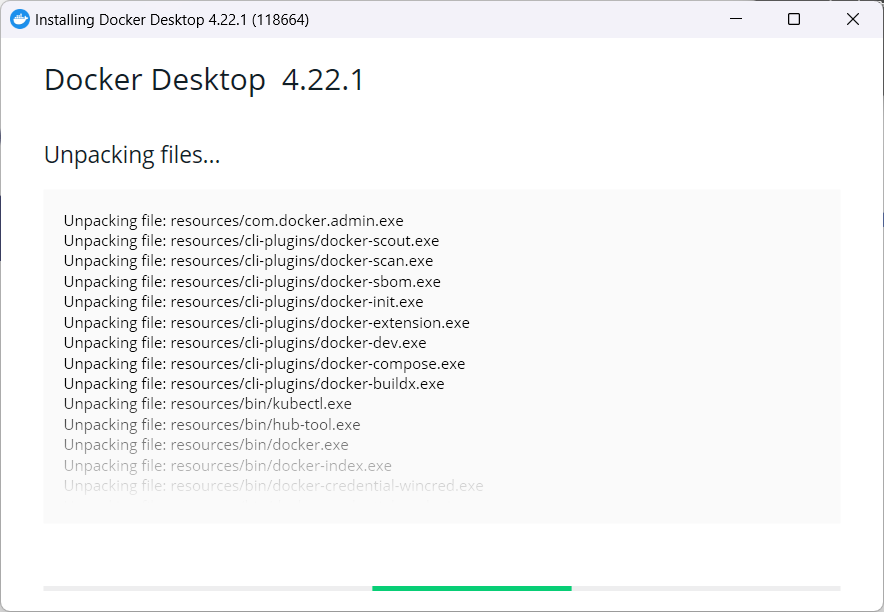 Installing Docker Desktop 4.22.1 (118664)
Docker Desktop 4.22.1
Unpacking files...
Unpacking file: resources/com.docker.admin.exe
Unpacking file: resources/cli-plugins/docker-scout.exe
Unpacking file: resources/cli-plugins/docker-scan.exe
Unpacking file: resources/cli-plugins/docker-sbom.exe
Unpacking file: resources/cli-plugins/docker-init.exe
Unpacking file: resources/cli-plugins/docker-extension.exe
Unpacking file: resources/cli-plugins/docker-dev.exe
Unpacking file: resources/cli-plugins/docker-compose.exe
Unpacking file: resources/cli-plugins/docker-buildx.exe
Unpacking file: resources/bin/kubectl.exe
Unpacking file: resources/bin/hub-tool.exe
Unpacking file: resources/bin/docker.exe
Unpacking file: resources/bin/docker-index.exe
Unpacking file: resources/bin/docker-credential-wincred.exe